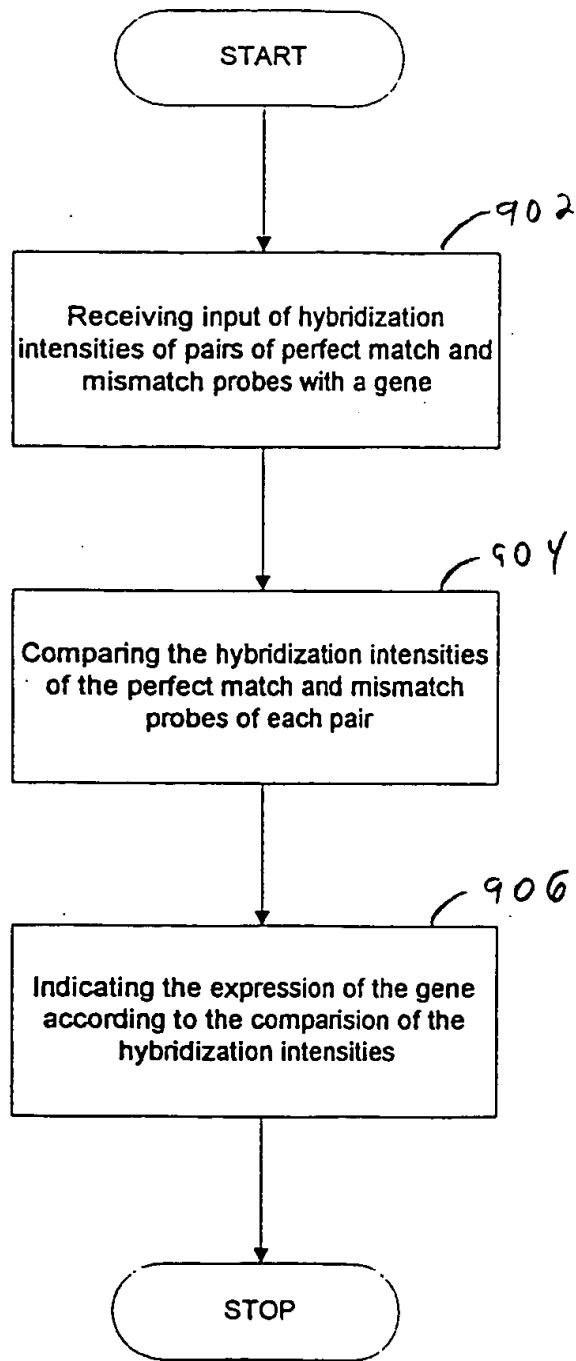 START
902
Receiving input of hybridization
intensities of pairs of perfect match and
mismatch probes with a gene
904
Comparing the hybridization intensities
of the perfect match and mismatch
probes of each pair
906
Indicating the expression of the gene
according to the comparision of the
hybridization intensities
STOP